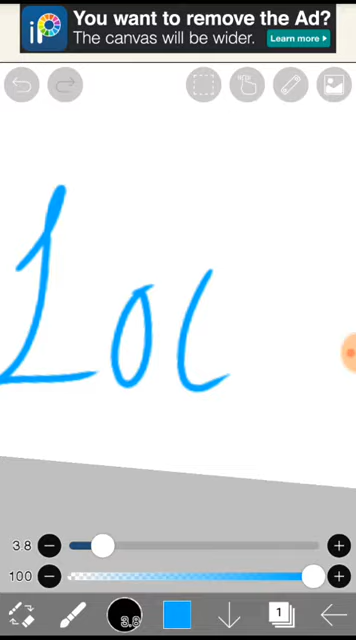 You want to remove the Ad?
The canvas will be wider.
Learn more
Loc
3.8
100
3.8
1